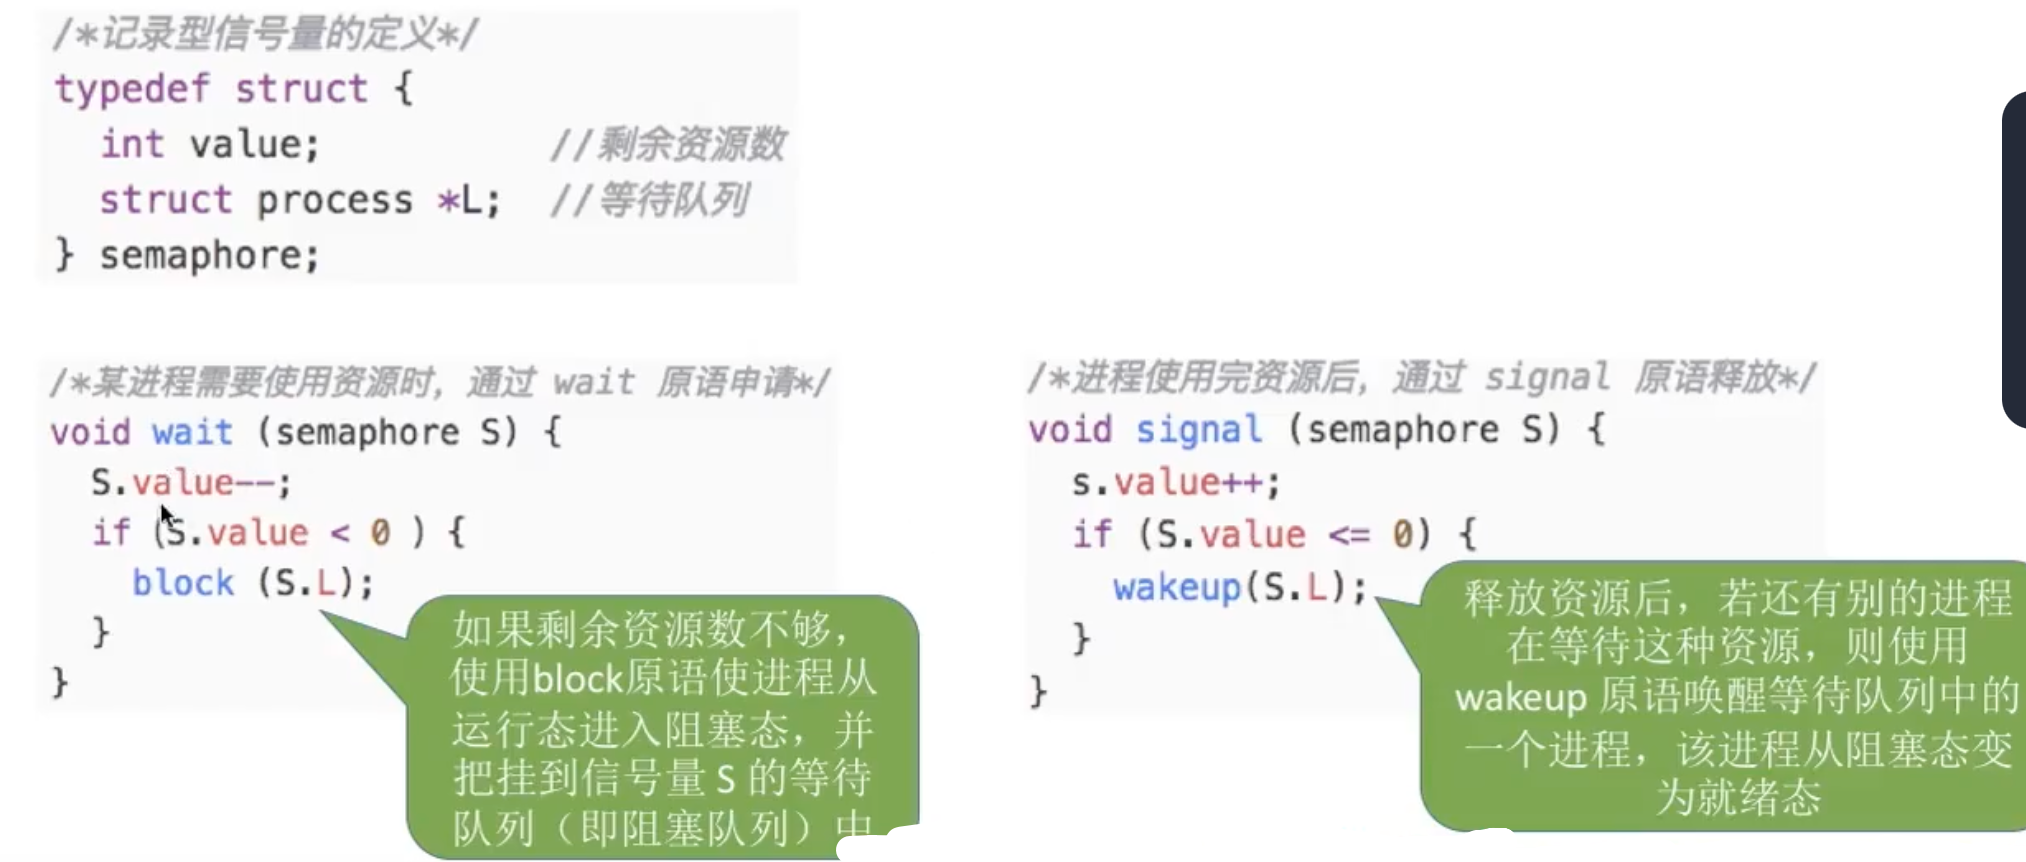 /*记录型信号量的定义*/
typedef struct {
int value; //剩余资源数
struct process *L; //等待队列
} semaphore;
/*某进程需要使用资源时，通过 wait 原语申请*/
void wait (semaphore S) {
S.value--;
if (S.value < 0 ) {
block (S.L);
}
}
如果剩余资源数不够，
使用block原语使进程从
运行态进入阻塞态，并
把挂到信号量 S 的等待
队列（即阻塞队列）中
/*进程使用完资源后，通过 signal 原语释放*/
void signal (semaphore S) {
s.value++;
if (S.value <= 0) {
wakeup(S.L);
}
}
释放资源后，若还有别的进程
在等待这种资源，则使用
wakeup 原语唤醒等待队列中的
一个进程，该进程从阻塞态变
为就绪态